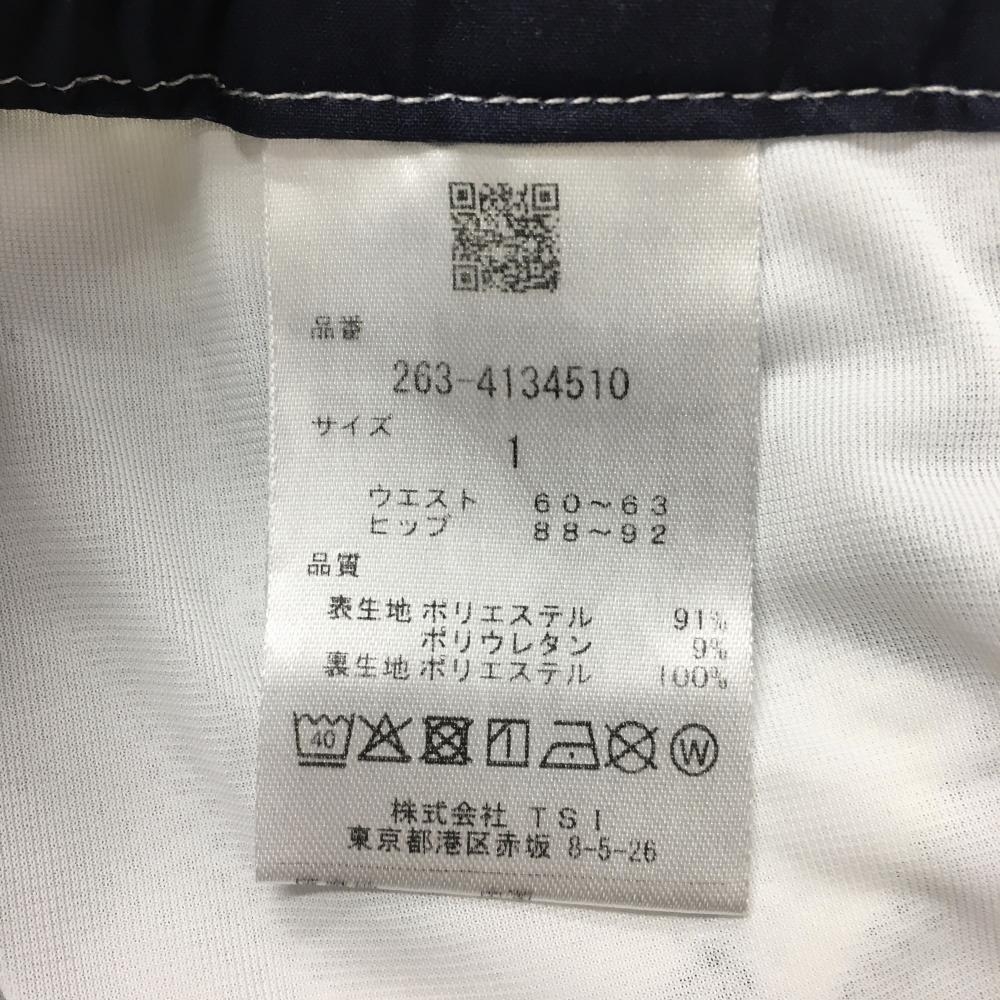 品番
263-4134510
サイズ
1
ウエスト 60～63
ヒップ 88～92
品質
表生地 ポリエステル 91%
ポリウレタン 9%
裏生地 ポリエステル 100%
40 W
株式会社 TSI
東京都港区赤坂 8-5-26